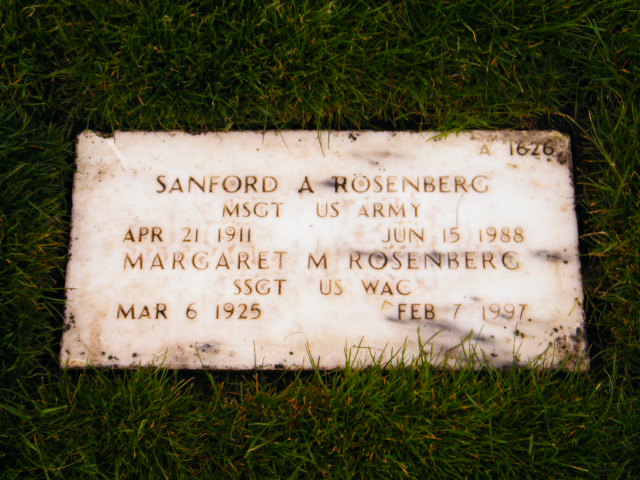 A 1626
SANFORD A ROSENBERG
MSGT US ARMY
APR 21 1911 JUN 15 1988
MARGARET M ROSENBERG
SSGT US WAC
MAR 6 1925 FEB 7 1997